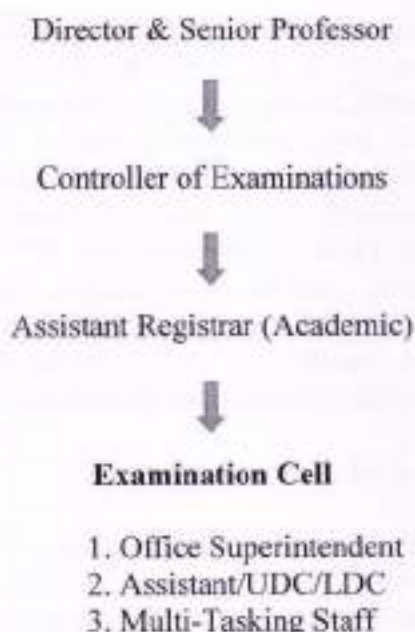 Director & Senior Professor
Controller of Examinations
Assistant Registrar (Academic)
Examination Cell
1. Office Superintendent
2. Assistant/UDC/LDC
3. Multi-Tasking Staff